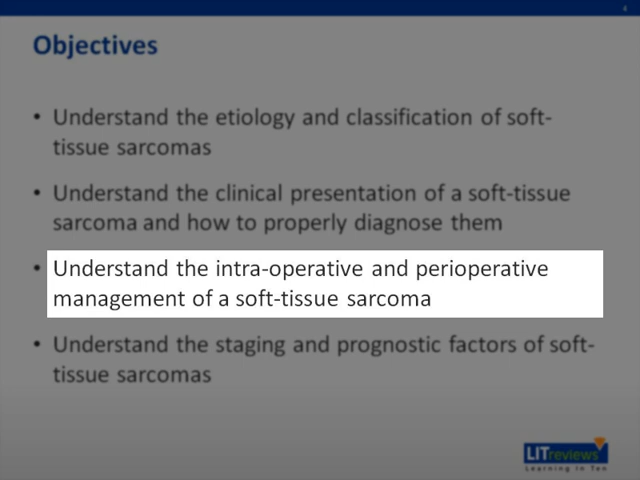 4
Objectives
• Understand the etiology and classification of soft-
tissue sarcomas
• Understand the clinical presentation of a soft-tissue
sarcoma and how to properly diagnose them
• Understand the intra-operative and perioperative
management of a soft-tissue sarcoma
• Understand the staging and prognostic factors of soft-
tissue sarcomas
LITreviews
Learning in Ten